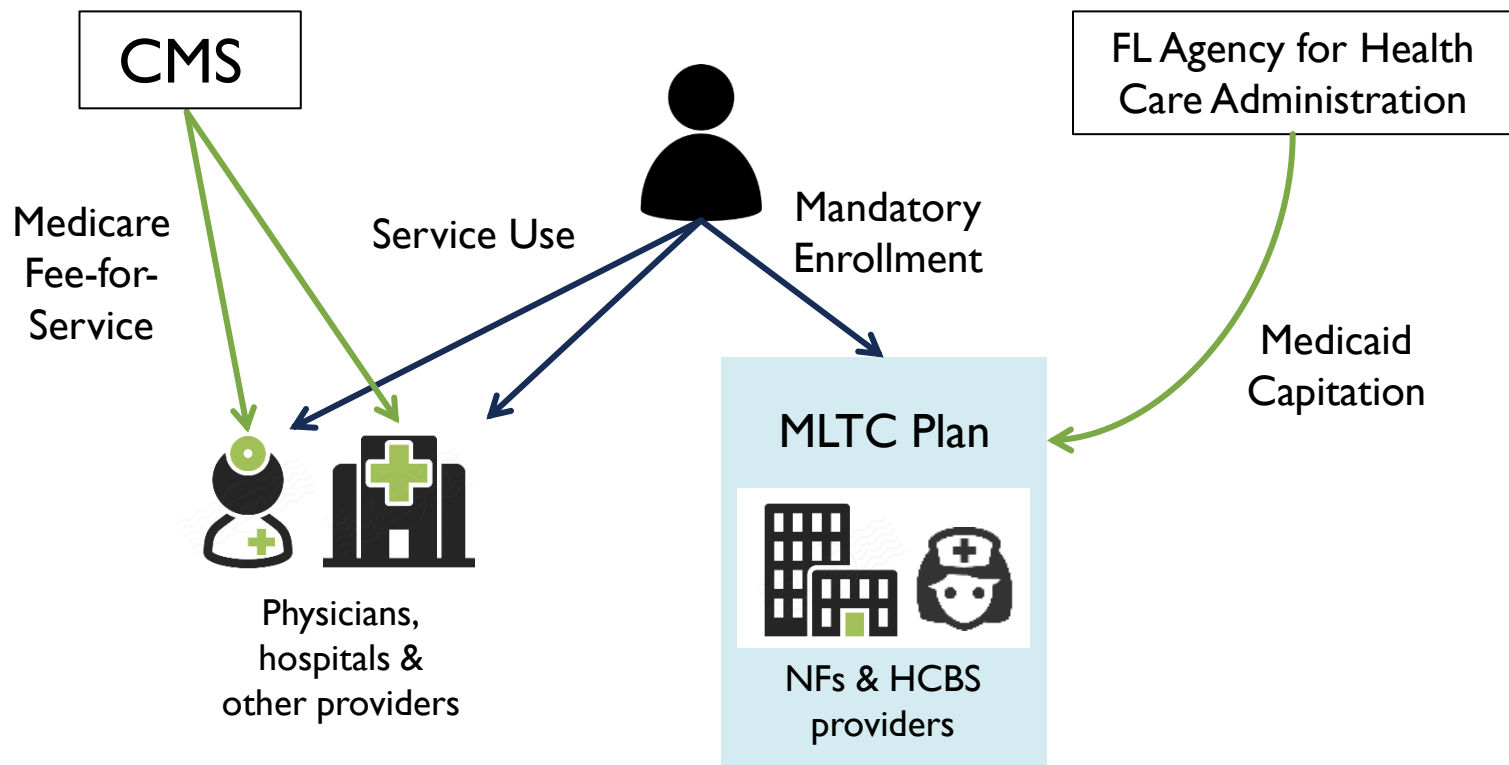 CMS
FL Agency for Health
Care Administration
Medicare
Fee-for-
Service
Service Use
Mandatory
Enrollment
Medicaid
Capitation
MLTC Plan
Physicians,
hospitals &
other providers
NFs & HCBS
providers